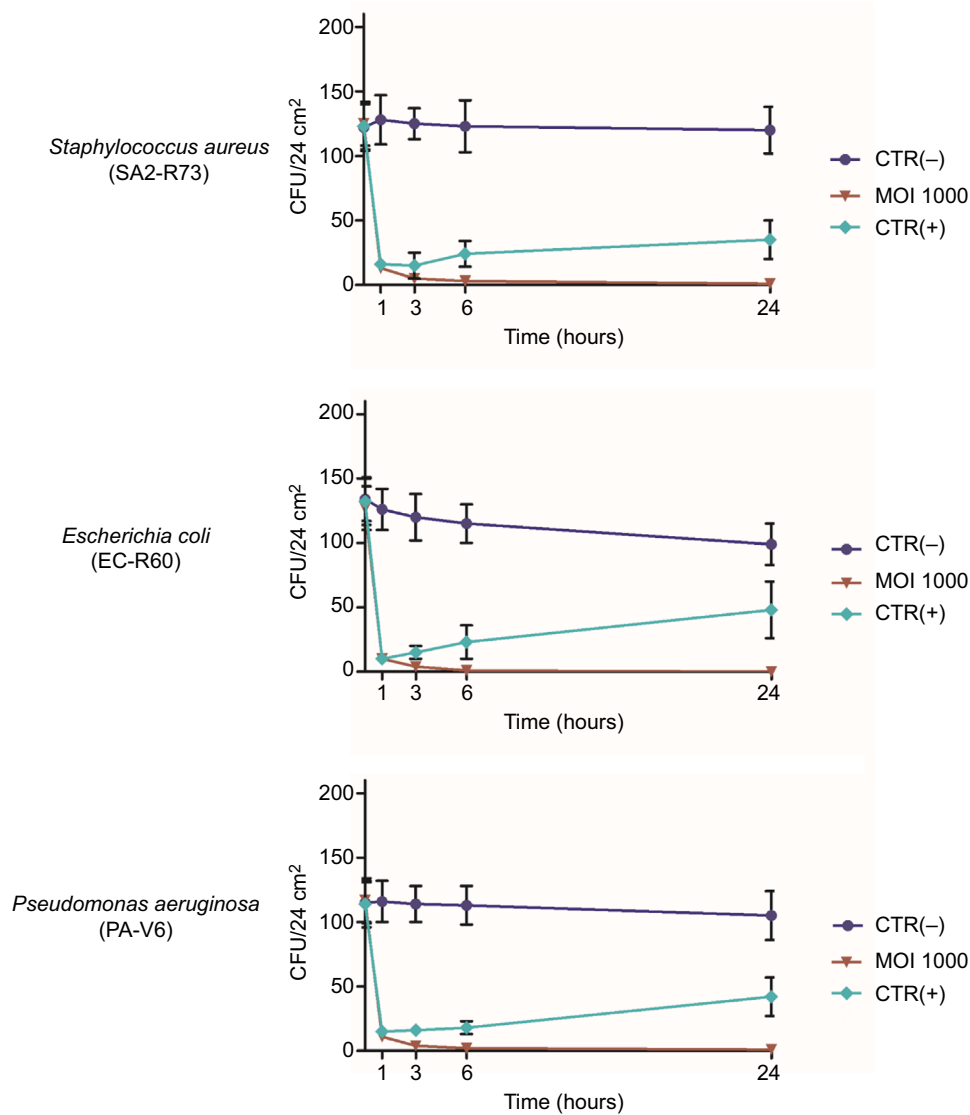 200
150
100
50
0
CFU/24 cm²
Staphylococcus aureus
(SA2-R73)
CTR(–)
MOI 1000
CTR(+)
1 3 6 24
Time (hours)
200
150
100
50
0
CFU/24 cm²
Escherichia coli
(EC-R60)
CTR(–)
MOI 1000
CTR(+)
1 3 6 24
Time (hours)
200
150
100
50
0
CFU/24 cm²
Pseudomonas aeruginosa
(PA-V6)
CTR(–)
MOI 1000
CTR(+)
1 3 6 24
Time (hours)